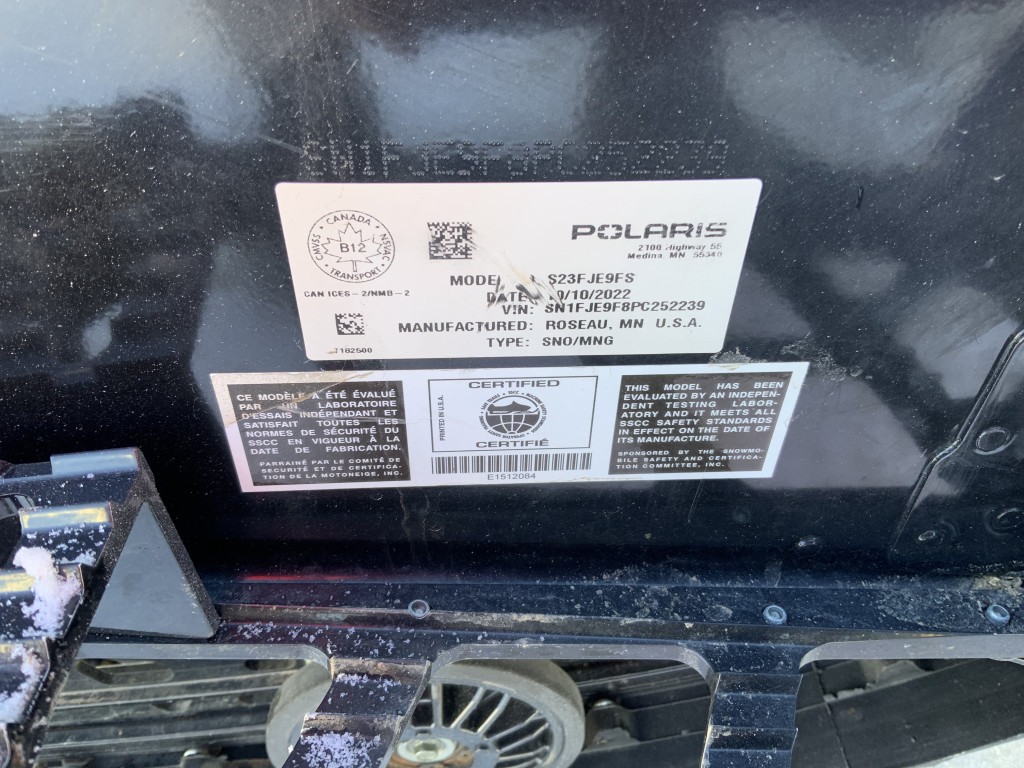 SN1FJE9F8PC252239
CANADA
CMVSS
NSVAC
B12
TRANSPORT
CAN ICES-2/NMB-2
7182500
POLARIS
2100 Highway 55
Medina MN 55340
MODEL S23FJE9FS
DATE: 10/10/2022
VIN: SN1FJE9F8PC252239
MANUFACTURED: ROSEAU, MN U.S.A.
TYPE: SNO/MNG
CE MODÈLE A ÉTÉ ÉVALUÉ
PAR UN LABORATOIRE
D'ESSAIS INDÉPENDANT ET
SATISFAIT TOUTES LES
NORMES DE SÉCURITÉ DU
SSCC EN VIGUEUR À LA
DATE DE FABRICATION.
PARRAINÉ PAR LE COMITÉ DE
SÉCURITÉ ET DE CERTIFICA-
TION DE LA MOTONEIGE, INC.
CERTIFIED
PRINTED IN U.S.A.
CERTIFIÉ
E1512084
THIS MODEL HAS BEEN
EVALUATED BY AN INDEPEN-
DENT TESTING LABOR-
ATORY AND IT MEETS ALL
SSCC SAFETY STANDARDS
IN EFFECT ON THE DATE OF
ITS MANUFACTURE.
SPONSORED BY THE SNOWMO-
BILE SAFETY AND CERTIFICA-
TION COMMITTEE, INC.